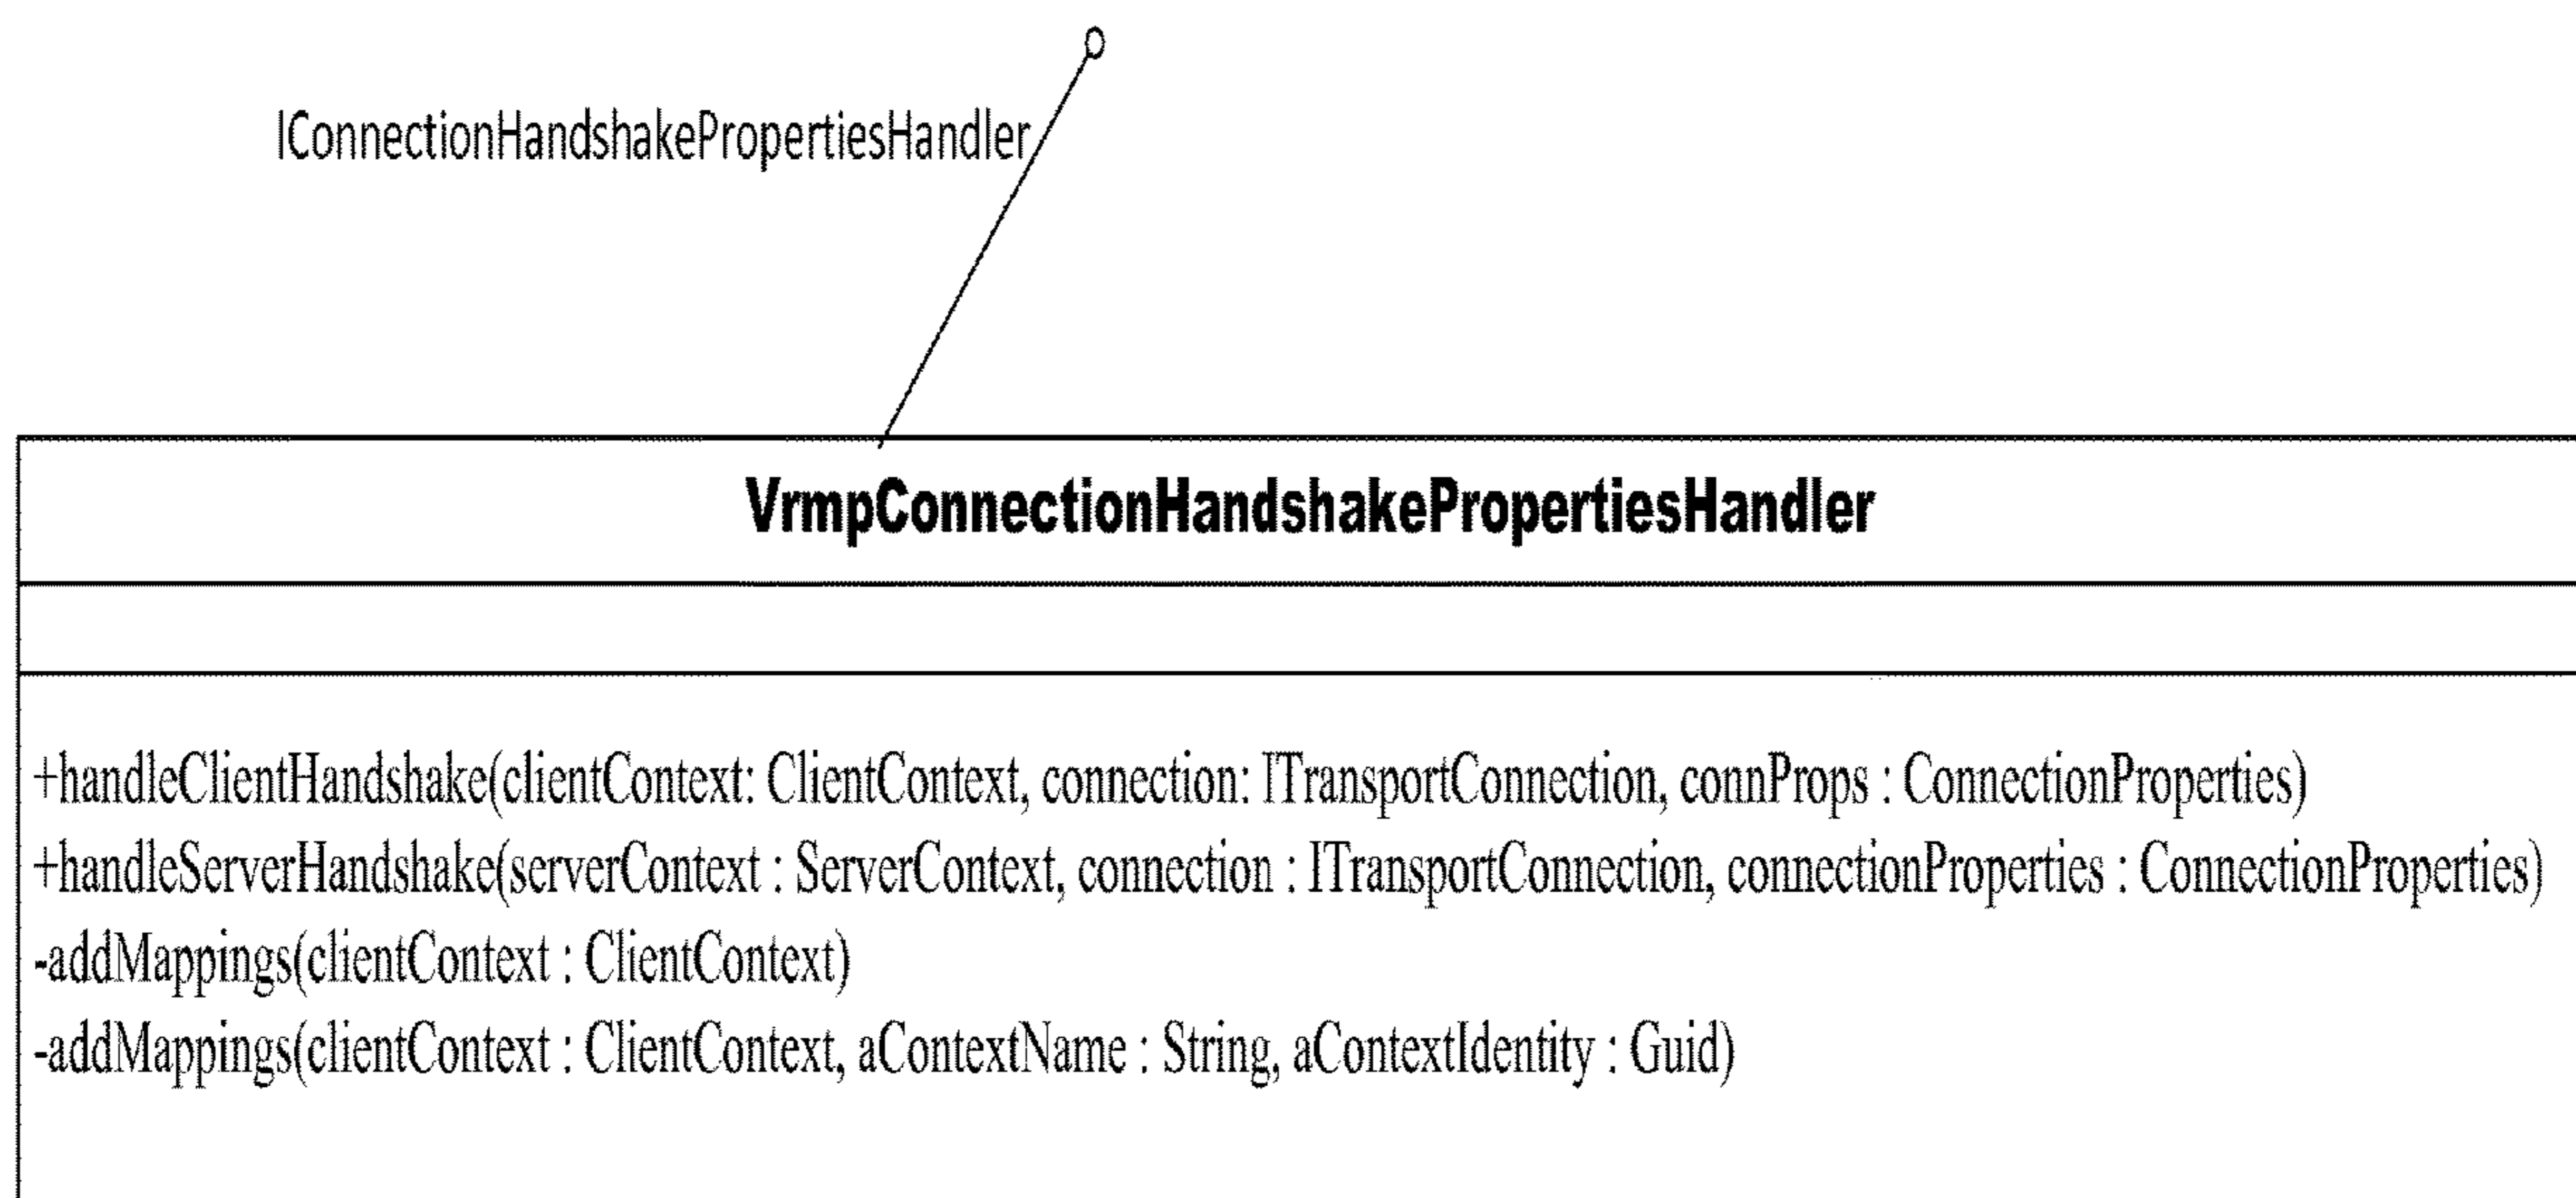 IConnectionHandshakePropertiesHandler
VrmpConnectionHandshakePropertiesHandler
+handleClientHandshake(clientContext: ClientContext, connection: ITransportConnection, connProps : ConnectionProperties)
+handleServerHandshake(serverContext : ServerContext, connection : ITransportConnection, connectionProperties : ConnectionProperties)
-addMappings(clientContext : ClientContext)
-addMappings(clientContext : ClientContext, aContextName : String, aContextIdentity : Guid)